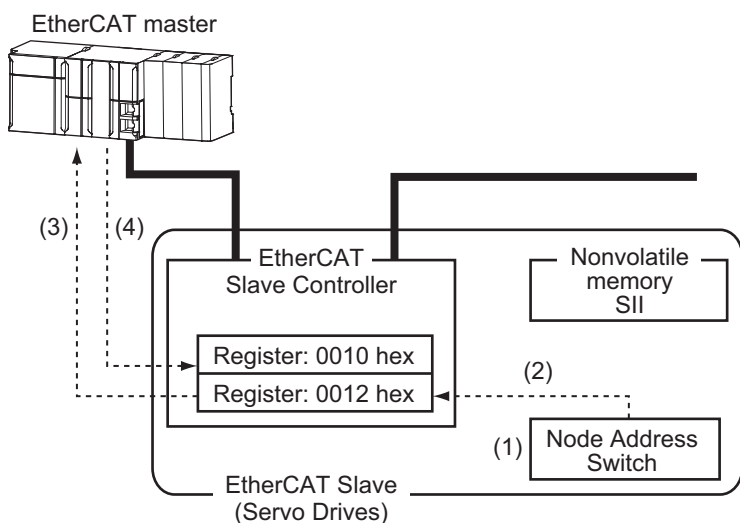 EtherCAT master
(3)
(4)
EtherCAT
Slave Controller
Nonvolatile
memory
SII
Register: 0010 hex
Register: 0012 hex
(2)
(1)
Node Address
Switch
EtherCAT Slave
(Servo Drives)